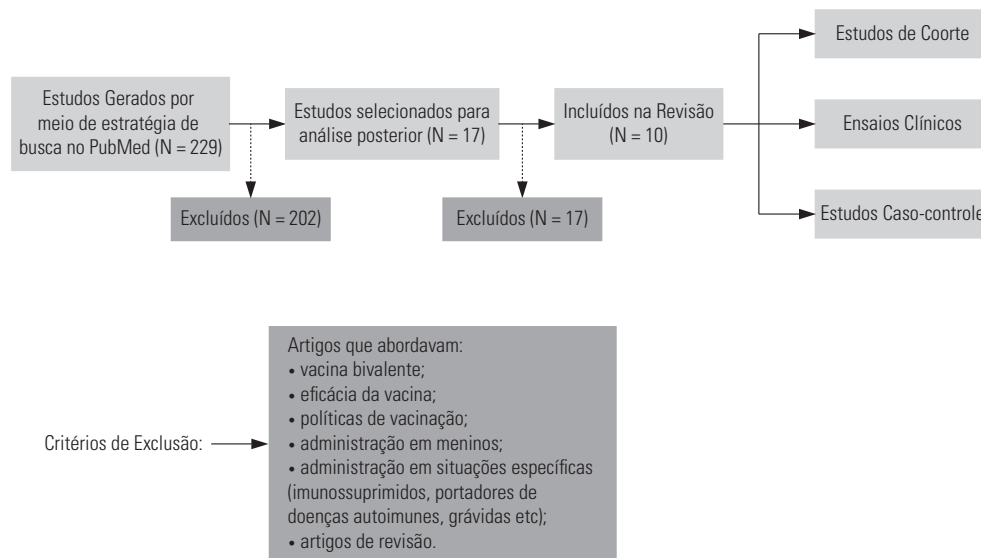 Estudos de Coorte
Estudos Gerados por
meio de estratégia de
busca no PubMed (N = 229)
Estudos selecionados para
análise posterior (N = 17)
Incluídos na Revisão
(N = 10)
Ensaios Clínicos
Excluídos (N = 202)
Excluídos (N = 17)
Estudos Caso-controle
Critérios de Exclusão:
Artigos que abordavam:
• vacina bivalente;
• eficácia da vacina;
• políticas de vacinação;
• administração em meninos;
• administração em situações específicas
(imunossuprimidos, portadores de
doenças autoimunes, grávidas etc);
• artigos de revisão.